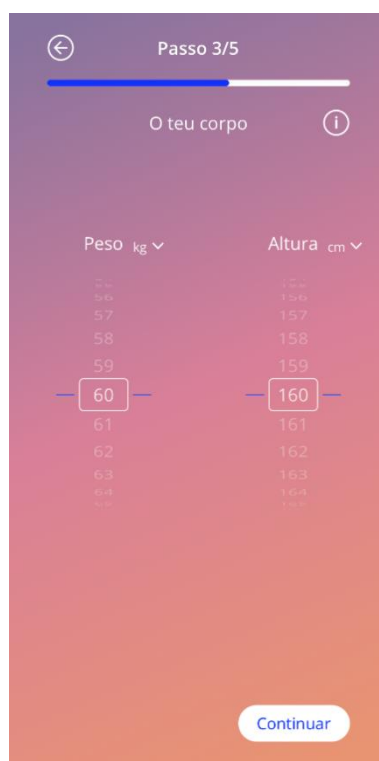 Passo 3/5
O teu corpo
Peso kg Altura cm
56 156
57 157
58 158
59 159
60 160
61 161
62 162
63 163
64 164
Continuar